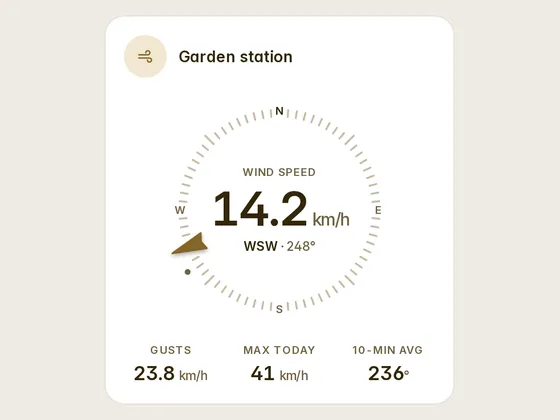 Garden station
N
WIND SPEED
W 14.2 km/h E
WSW · 248°
S
GUSTS MAX TODAY 10-MIN AVG
23.8 km/h 41 km/h 236°